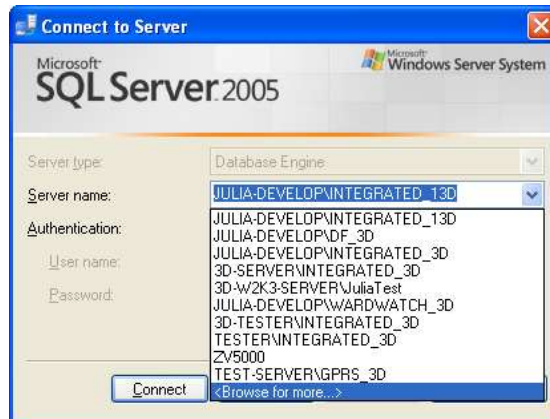 Connect to Server
Microsoft
SQL Server 2005
Microsoft
Windows Server System
Server type: Database Engine
Server name: JULIA-DEVELOP\INTEGRATED_13D
Authentication:
User name:
Password:
JULIA-DEVELOP\INTEGRATED_13D
JULIA-DEVELOP\DF_3D
JULIA-DEVELOP\INTEGRATED_3D
3D-SERVER\INTEGRATED_3D
3D-W2K3-SERVER\JuliaTest
JULIA-DEVELOP\WARDWATCH_3D
3D-TESTER\INTEGRATED_3D
TESTER\INTEGRATED_3D
ZV5000
TEST-SERVER\GPRS_3D
<Browse for more...>
Connect